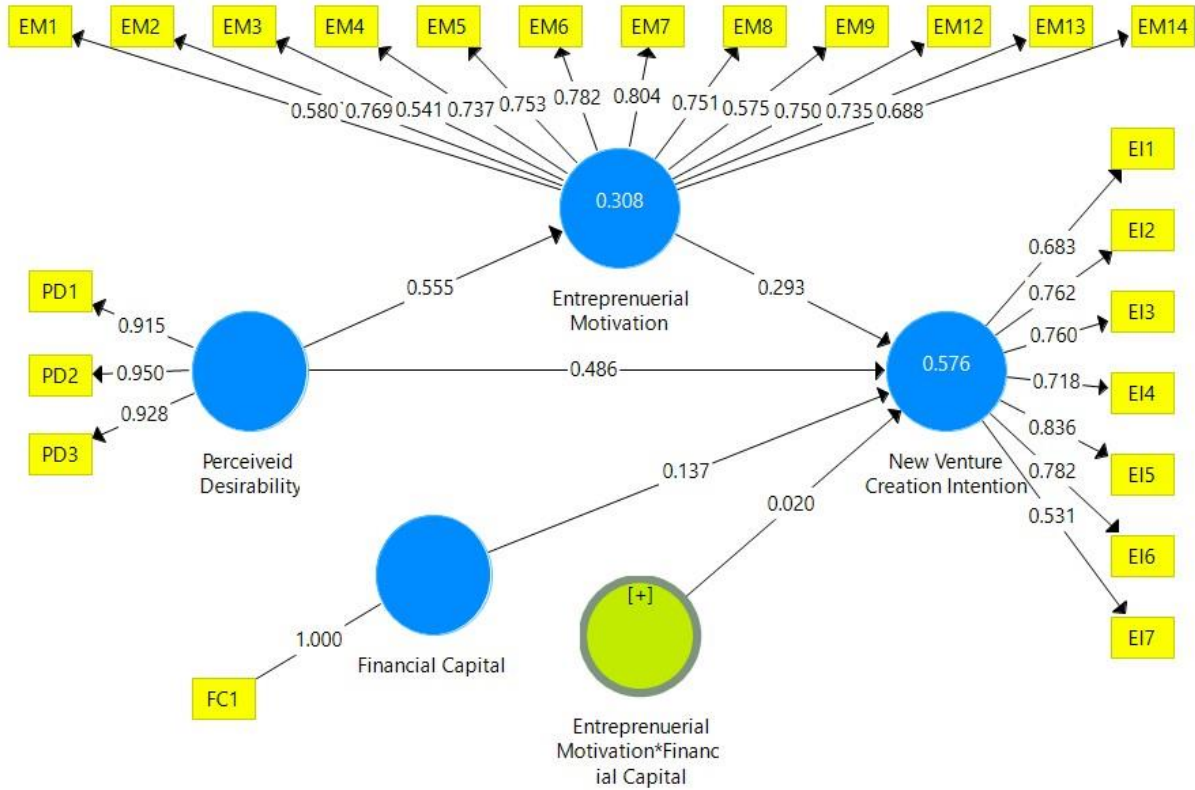 EM1 EM2 EM3 EM4 EM5 EM6 EM7 EM8 EM9 EM12 EM13 EM14
0.580 0.769 0.541 0.737 0.753 0.782 0.804 0.751 0.575 0.750 0.735 0.688
EI1
0.308
EI2
0.683
PD1
0.555
Entreprenuerial
Motivation
0.293
0.762
EI3
0.915
0.760
PD2
0.950
0.486
0.576
0.718
EI4
0.928
0.836
PD3
Perceiveid
Desirability
0.137
New Venture
Creation Intention
0.782
EI5
0.020
0.531
EI6
[+]
1.000
Financial Capital
EI7
FC1
Entreprenuerial
Motivation*Financ
ial Capital